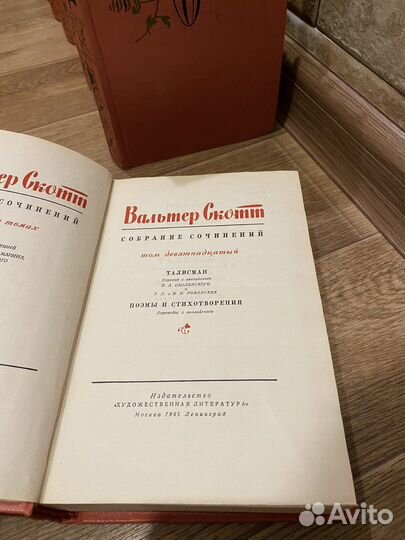 тер Скотт
СОЧИНЕНИЙ
томах
Вальтер Скотт
СОБРАНИЕ СОЧИНЕНИЙ
том девятнадцатый
ТАЛИСМАН
Перевод с английского
П. А. ОБОЛЕНСКОГО
и
Т. Л. и В. И. РОВИНСКИХ
ПОЭМЫ И СТИХОТВОРЕНИЯ
Переводы с английского
Издательство
«ХУДОЖЕСТВЕННАЯ ЛИТЕРАТУРА»
Москва 1965 Ленинград
Avito